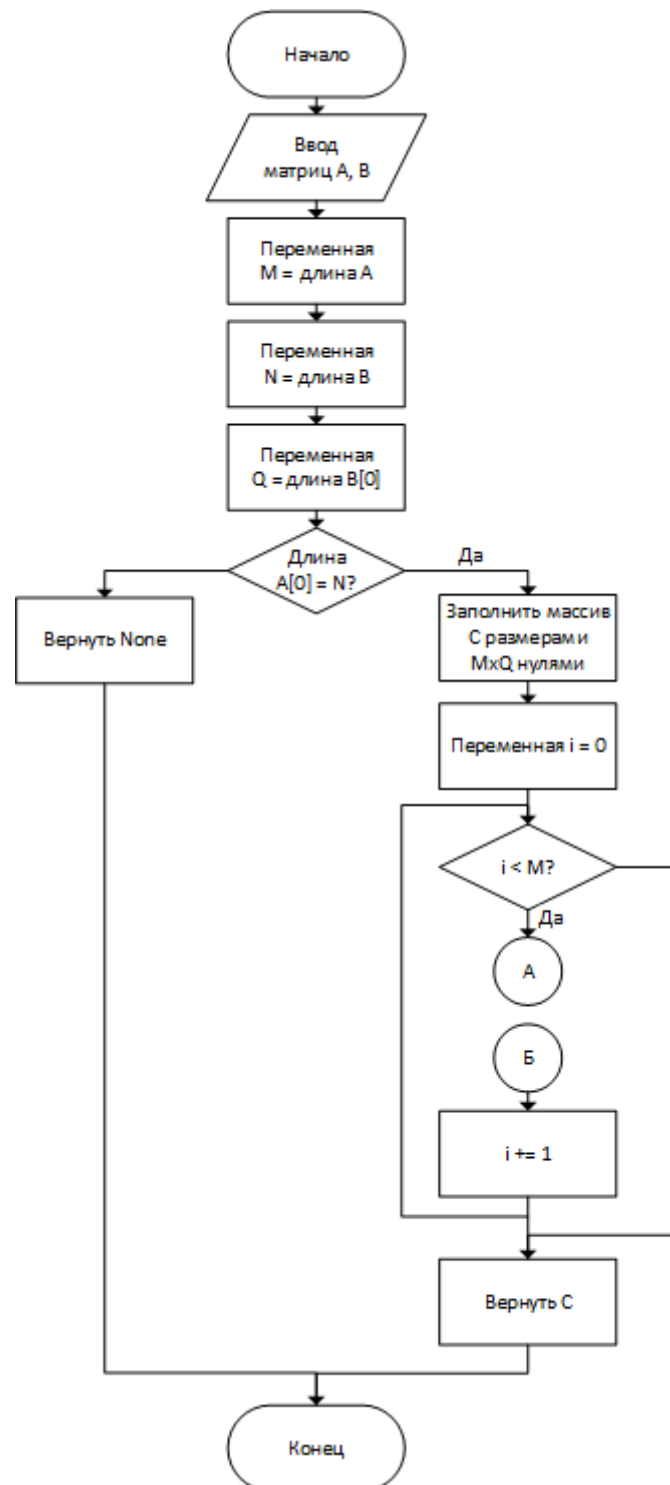 Начало
Ввод
матриц A, B
Переменная
M = длина A
Переменная
N = длина B
Переменная
Q = длина B[0]
Длина
A[0] = N?
Да
Вернуть None
Заполнить массив
C размерами
MxQ нулями
Переменная i = 0
i < M?
Да
А
Б
i += 1
Вернуть C
Конец